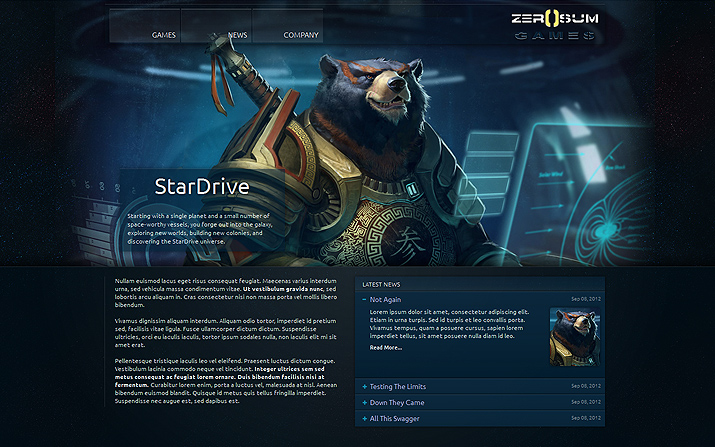 GAMES
NEWS
COMPANY
ZER0SUM
GAMES
StarDrive
Starting with a single planet and a small number of
space-worthy vessels, you forge out into the galaxy,
exploring new worlds, building new colonies, and
discovering the StarDrive universe.
参
Nullam euismod lacus eget risus consequat feugiat. Maecenas varius interdum
urna, sed vehicula massa condimentum vitae. Ut vestibulum gravida nunc, sed
lobortis arcu aliquam in. Cras consectetur nisi non massa porta vel mollis libero
bibendum.
Vivamus dignissim aliquam interdum. Aliquam odio tortor, imperdiet id pretium
sed, facilisis vitae ligula. Fusce ullamcorper dictum dictum. Suspendisse
ultricies, orci eu iaculis iaculis, tortor ipsum sodales nulla, non iaculis elit mi sit
amet erat.
Pellentesque tristique iaculis leo vel eleifend. Praesent luctus dictum congue.
Vestibulum lacinia commodo neque vel tincidunt. Integer ultrices sem sed
metus consequat ac feugiat lorem ornare. Duis bibendum facilisis nisi at
fermentum. Curabitur lorem enim, porta a luctus vel, malesuada at nisl. Aenean
bibendum euismod blandit. Quisque id metus quis tellus fringilla imperdiet.
Suspendisse nec augue est, sed dapibus est.
LATEST NEWS
Not Again Sep 05, 2012
Lorem ipsum dolor sit amet, consectetur adipiscing elit.
Etiam in urna turpis. Sed id turpis et leo convallis porta.
Vivamus tempus, quam a posuere cursus, sapien lorem
imperdiet tellus, sit amet posuere nulla diam id leo.
Read More...
Testing The Limits Sep 05, 2012
Down They Came Sep 05, 2012
All This Swagger Sep 05, 2012